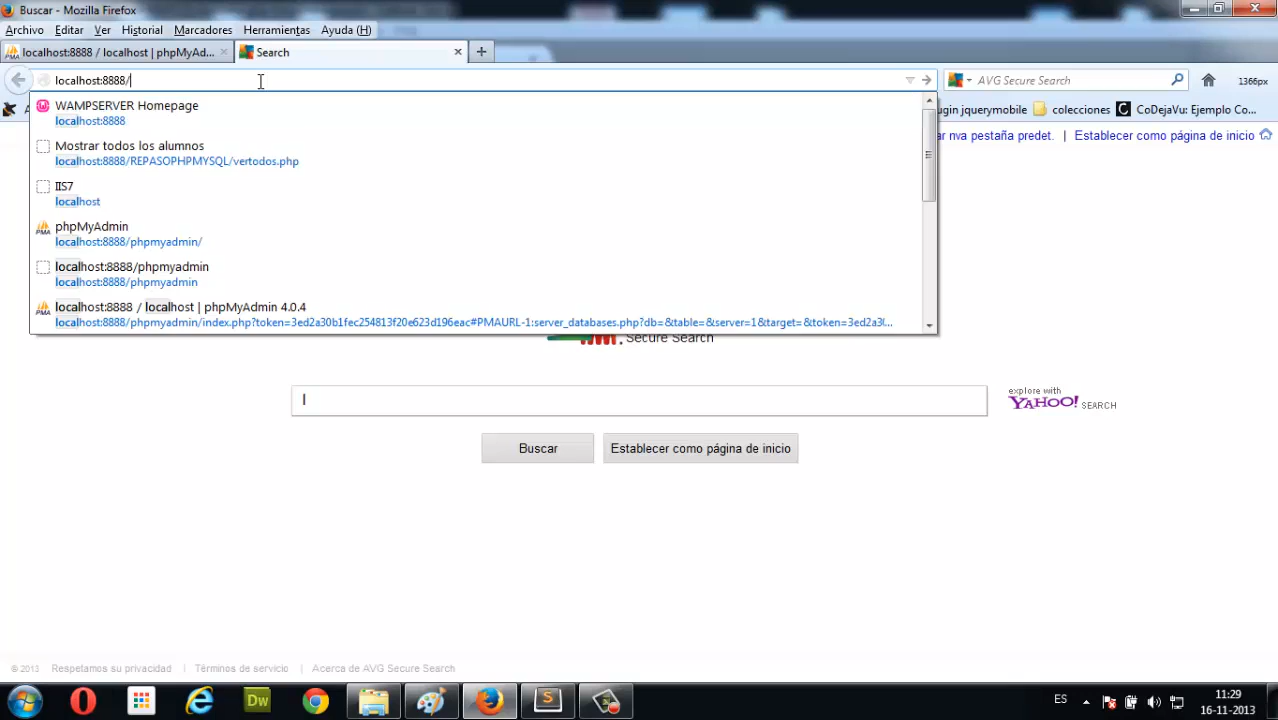 Buscar - Mozilla Firefox
Archivo Editar Ver Historial Marcadores Herramientas Ayuda (H)
localhost:8888 / localhost | phpMyAd... Search
localhost:8888/ AVG Secure Search 1366px
WAMPSERVER Homepage
localhost:8888
lugin jquerymobile colecciones CoDejaVu: Ejemplo Co...
ar nva pestaña predet. | Establecer como página de inicio
Mostrar todos los alumnos
localhost:8888/REPASOPHPMYSQL/vertodos.php
IIS7
localhost
phpMyAdmin
localhost:8888/phpmyadmin/
localhost:8888/phpmyadmin
localhost:8888/phpmyadmin
localhost:8888 / localhost | phpMyAdmin 4.0.4
localhost:8888/phpmyadmin/index.php?token=3ed2a30b1fec254813f20e623d196eac#PMAURL-1:server_databases.php?db=&table=&server=1&target=&token=3ed2a3(...
Secure Search
explore with
YAHOO! SEARCH
Buscar Establecer como página de inicio
© 2013 Respetamos su privacidad | Términos de servicio | Acerca de AVG Secure Search
Dw S ES 11:29
16-11-2013